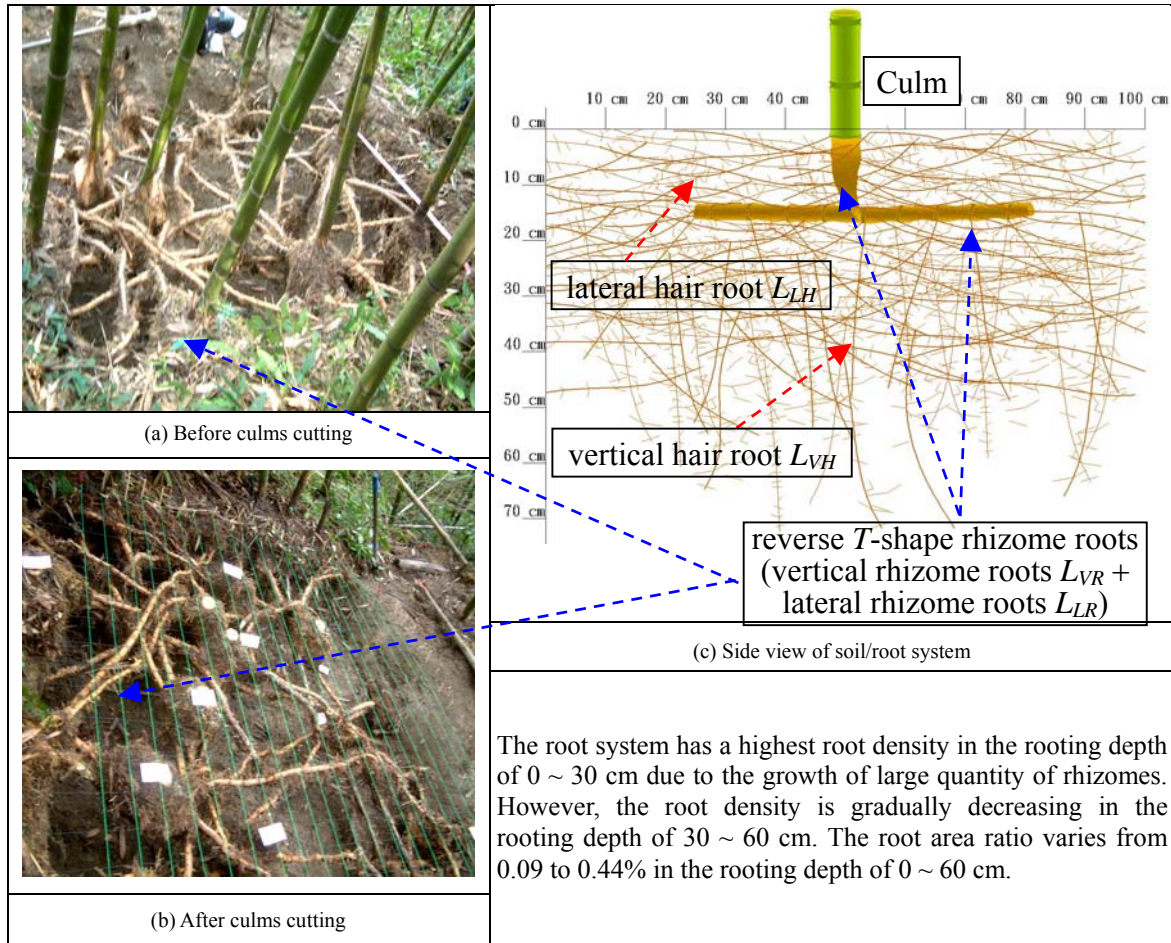 (a) Before culms cutting
(b) After culms cutting
Culm
10 cm 20 cm 30 cm 40 cm 80 cm 90 cm 100 cm
0 cm
10 cm
20 cm
30 cm
40 cm
50 cm
60 cm
70 cm
lateral hair root L_LH
vertical hair root L_VH
reverse T-shape rhizome roots
(vertical rhizome roots L_VR +
lateral rhizome roots L_LR)
(c) Side view of soil/root system
The root system has a highest root density in the rooting depth
of 0 ~ 30 cm due to the growth of large quantity of rhizomes.
However, the root density is gradually decreasing in the
rooting depth of 30 ~ 60 cm. The root area ratio varies from
0.09 to 0.44% in the rooting depth of 0 ~ 60 cm.